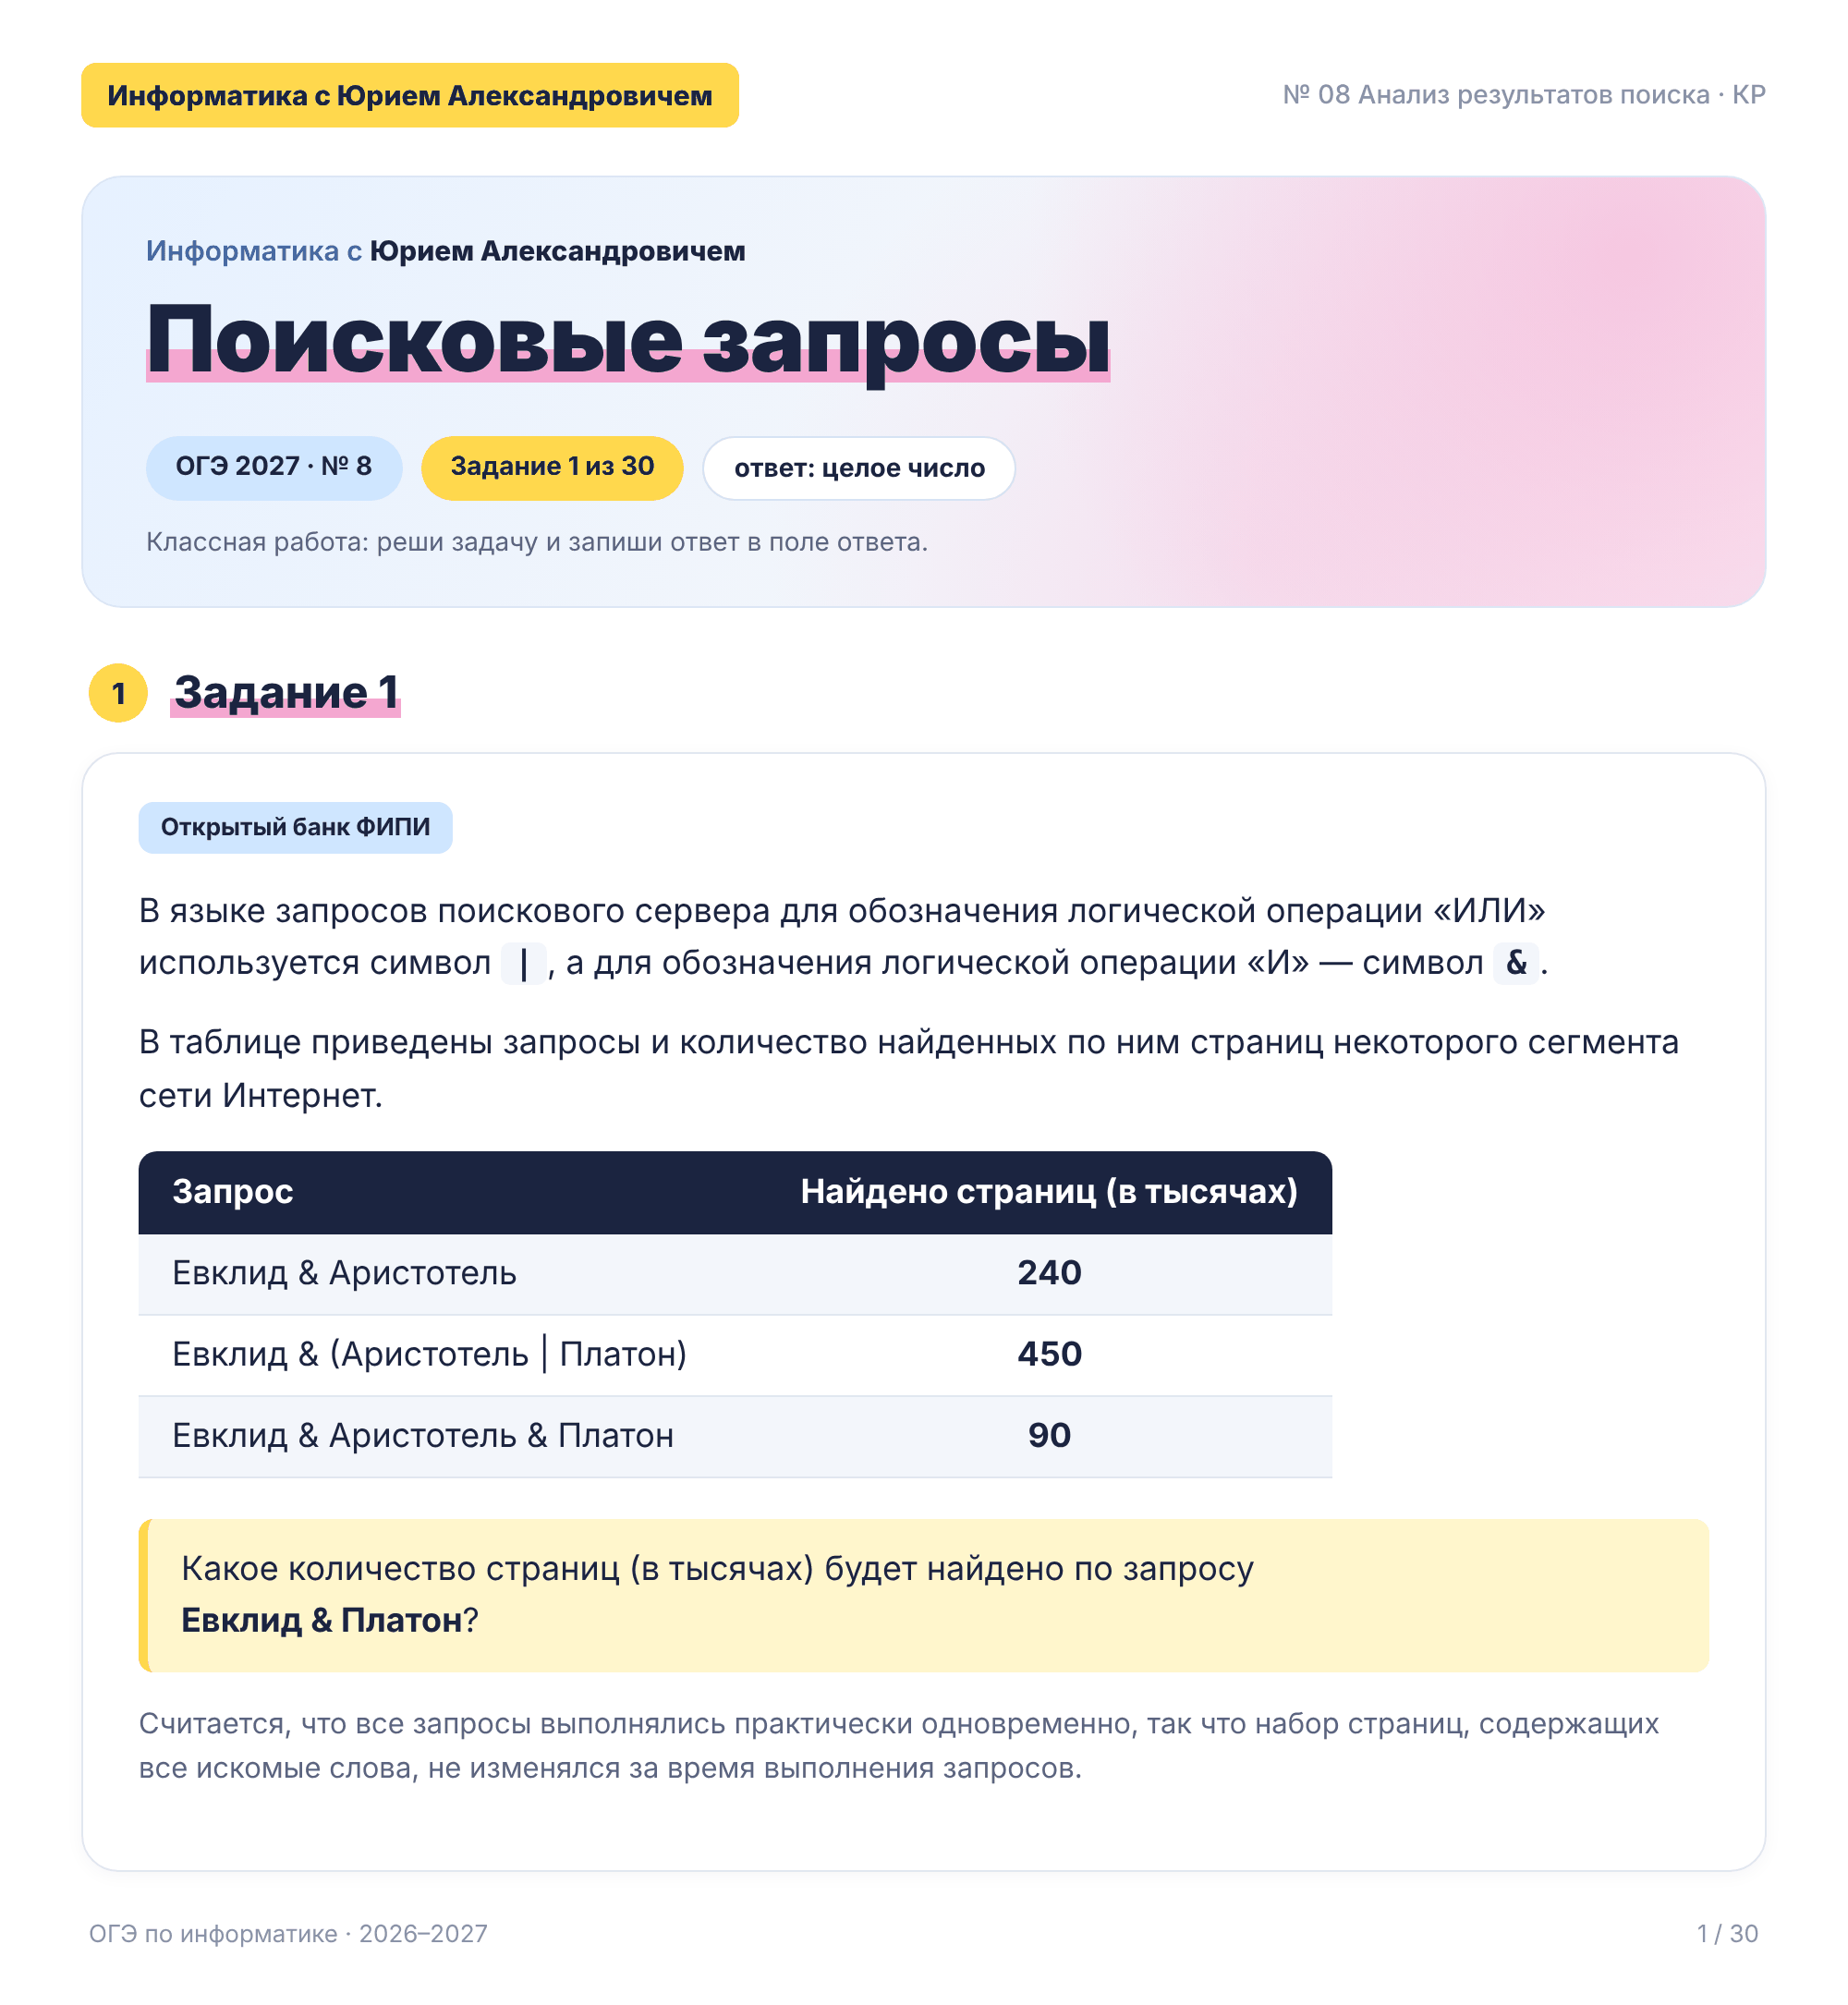 Информатика с Юрием Александровичем
№ 08 Анализ результатов поиска · КР
Информатика с Юрием Александровичем
Поисковые запросы
ОГЭ 2027 · № 8
Задание 1 из 30
ответ: целое число
Классная работа: реши задачу и запиши ответ в поле ответа.
1 Задание 1
Открытый банк ФИПИ
В языке запросов поискового сервера для обозначения логической операции «ИЛИ»
используется символ |, а для обозначения логической операции «И» — символ &.
В таблице приведены запросы и количество найденных по ним страниц некоторого сегмента
сети Интернет.
Запрос Найдено страниц (в тысячах)
Евклид & Аристотель 240
Евклид & (Аристотель | Платон) 450
Евклид & Аристотель & Платон 90
Какое количество страниц (в тысячах) будет найдено по запросу
Евклид & Платон?
Считается, что все запросы выполнялись практически одновременно, так что набор страниц, содержащих
все искомые слова, не изменялся за время выполнения запросов.
ОГЭ по информатике · 2026–2027
1 / 30